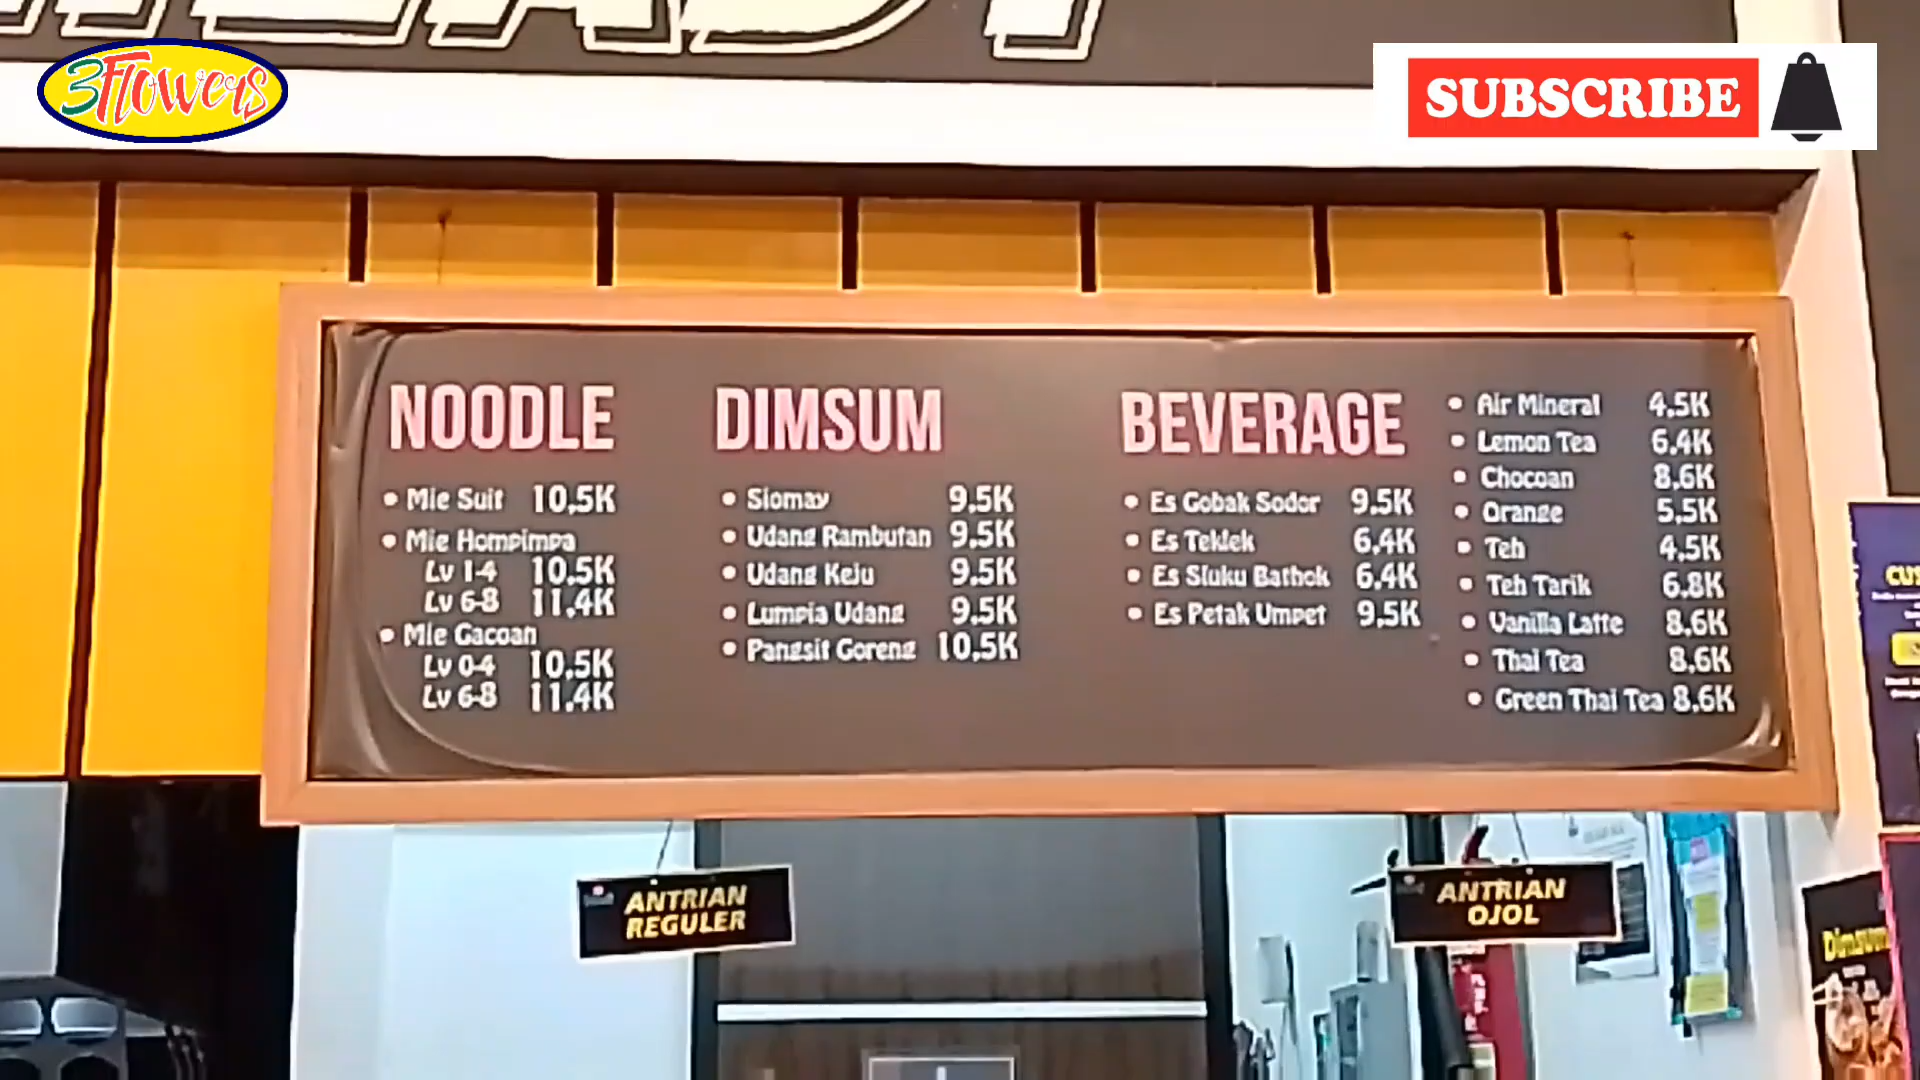 3Flowers
SUBSCRIBE
NOODLE
• Mie Suit 10,5K
• Mie Hompimpa
Lv 1-4 10,5K
Lv 6-8 11,4K
• Mie Gacoan
Lv 0-4 10,5K
Lv 6-8 11,4K
DIMSUM
• Siomay 9,5K
• Udang Rambutan 9,5K
• Udang Keju 9,5K
• Lumpia Udang 9,5K
• Pangsit Goreng 10,5K
BEVERAGE
• Es Gobak Sodor 9,5K
• Es Teklek 6,4K
• Es Sluku Bathok 6,4K
• Es Petak Umpet 9,5K
• Air Mineral 4,5K
• Lemon Tea 6,4K
• Chocoan 8,6K
• Orange 5,5K
• Teh 4,5K
• Teh Tarik 6,8K
• Vanilla Latte 8,6K
• Thai Tea 8,6K
• Green Thai Tea 8,6K
ANTRIAN
REGULER
ANTRIAN
OJOL
Dimsum